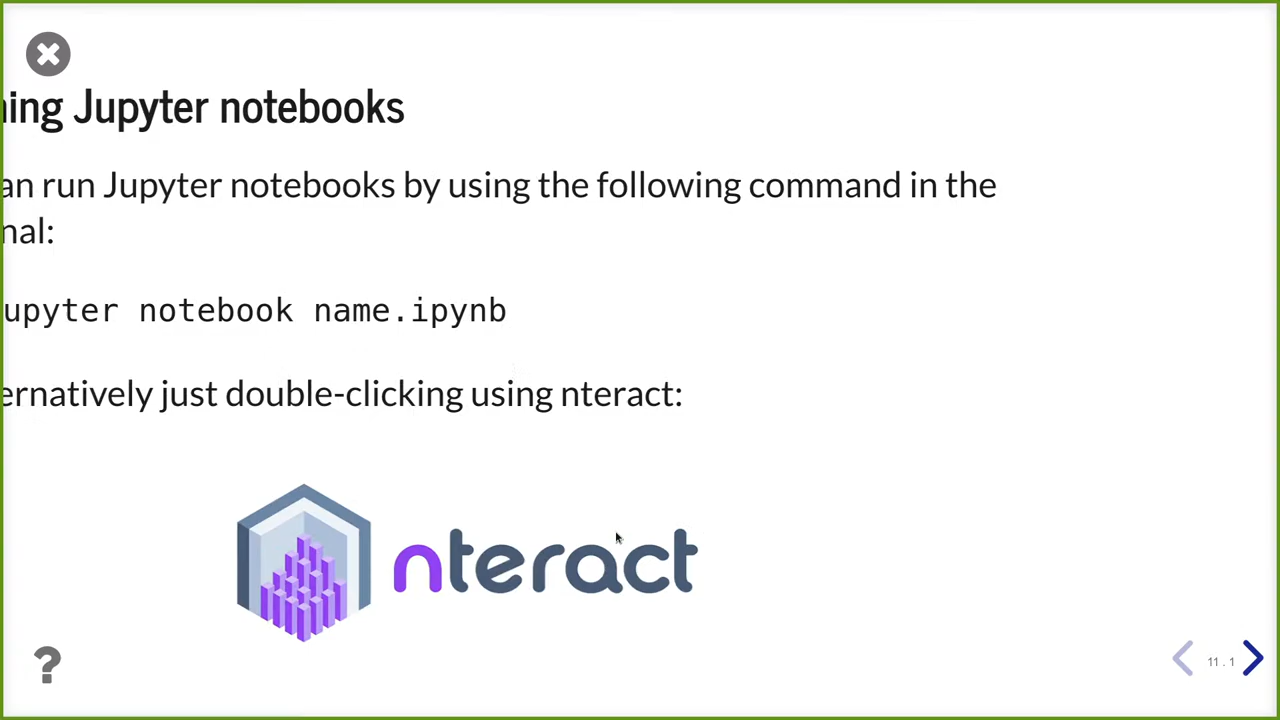 ning Jupyter notebooks
an run Jupyter notebooks by using the following command in the
nal:
upyter notebook name.ipynb
ernatively just double-clicking using nteract:
nteract
?
11 . 1